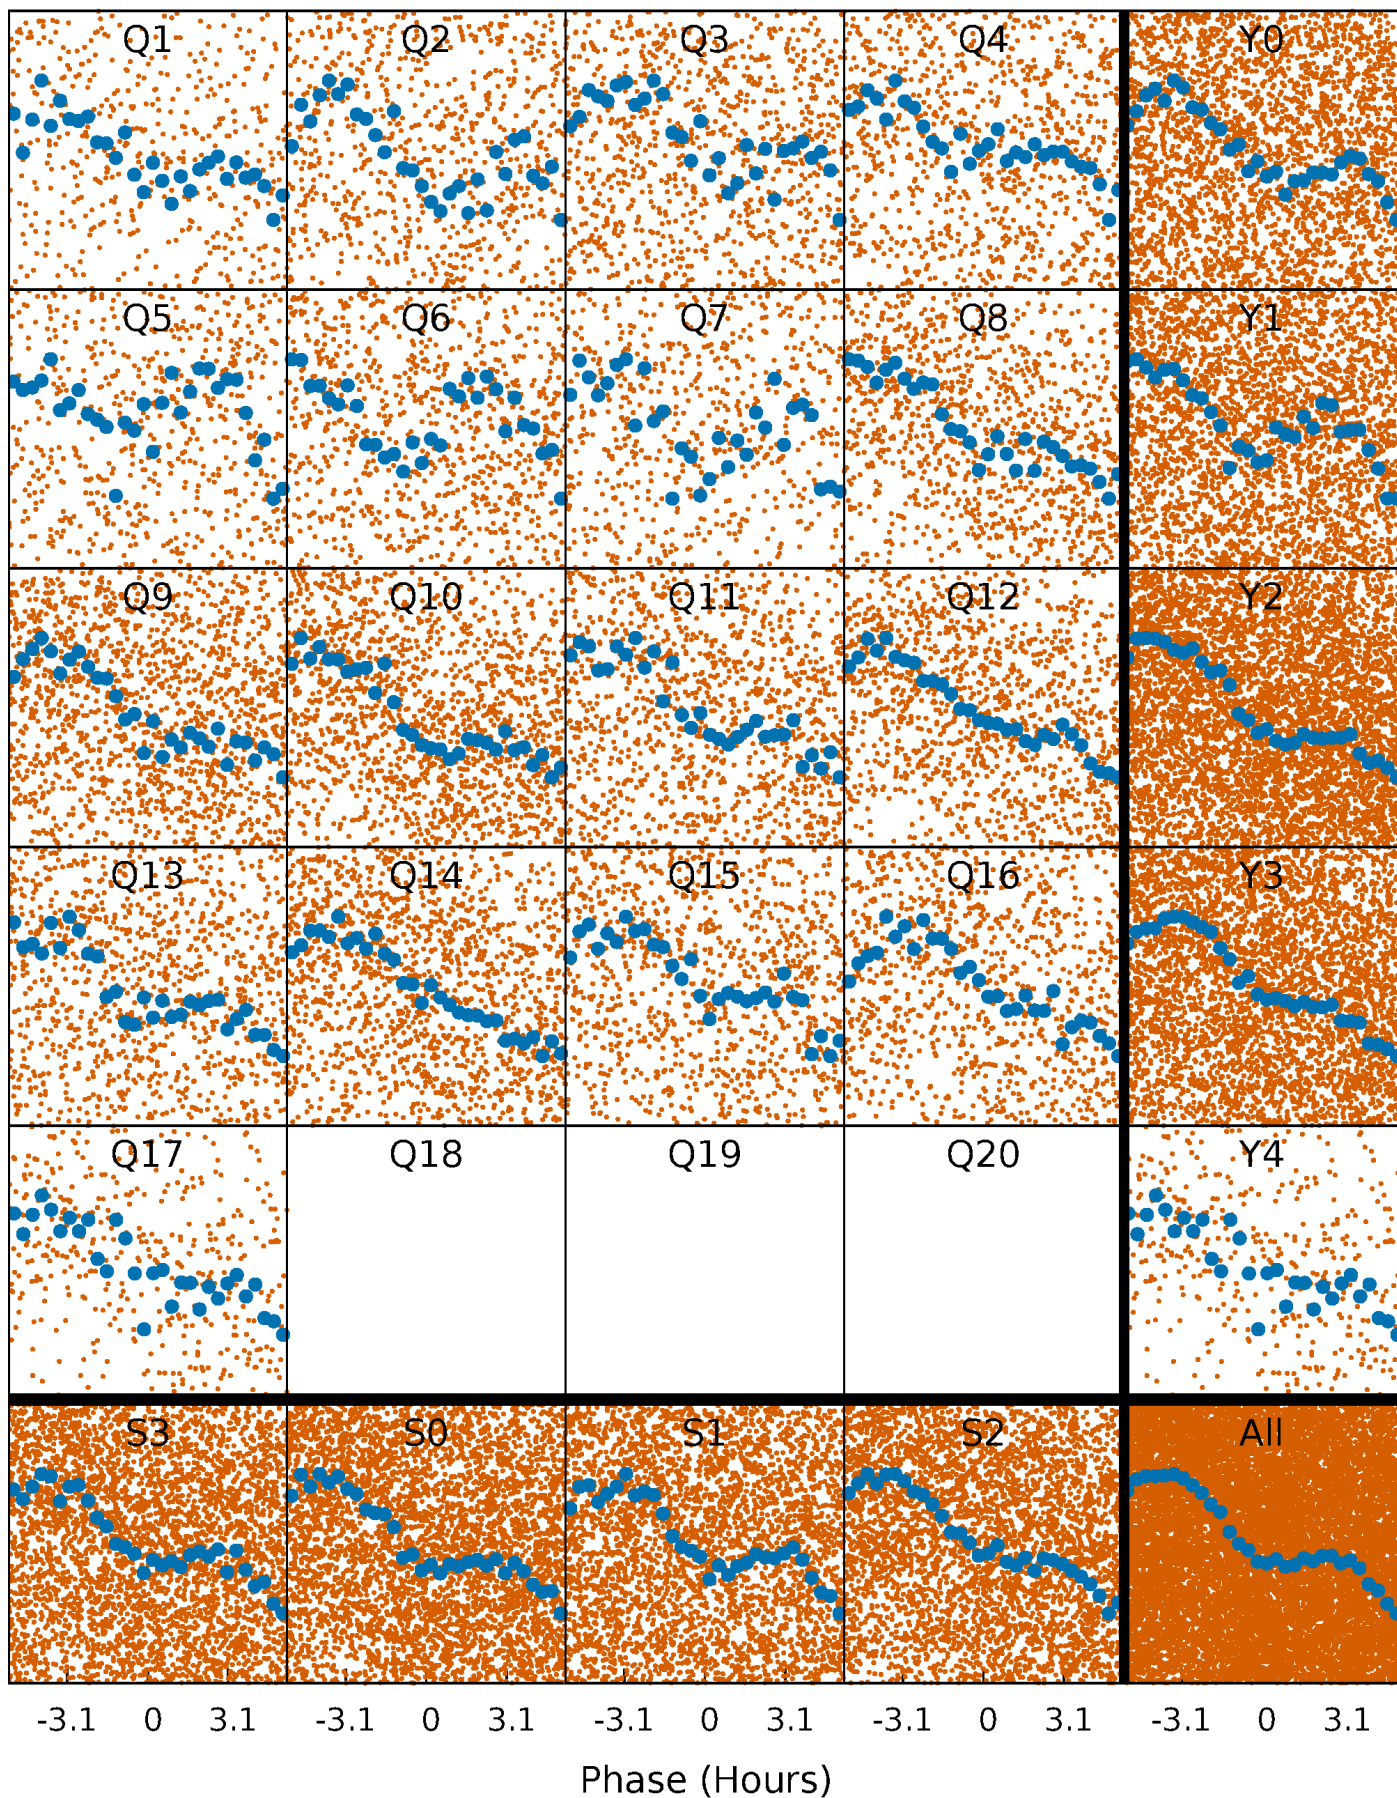 Q1 Q2 Q3 Q4 Y0
Q5 Q6 Q7 Q8 Y1
Q9 Q10 Q11 Q12 Y2
Q13 Q14 Q15 Q16 Y3
Q17 Q18 Q19 Q20 Y4
S3 S0 S1 S2 All
-3.1 0 3.1 -3.1 0 3.1 -3.1 0 3.1 -3.1 0 3.1 -3.1 0 3.1
Phase (Hours)